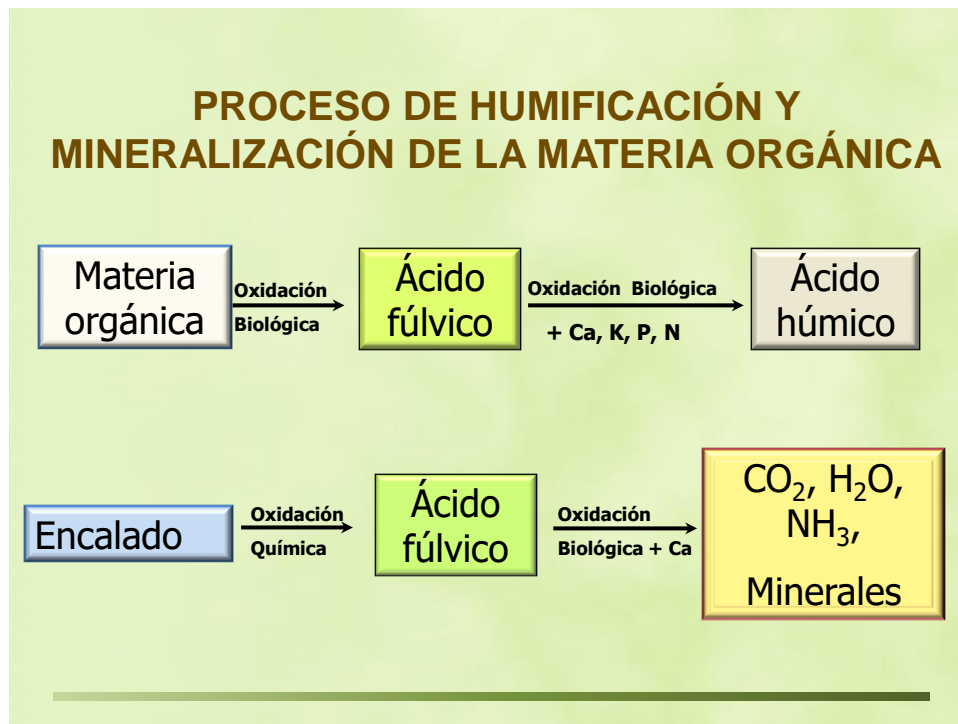 PROCESO DE HUMIFICACIÓN Y
MINERALIZACIÓN DE LA MATERIA ORGÁNICA
Materia
orgánica
Oxidación
Biológica
Ácido
fúlvico
Oxidación Biológica
+ Ca, K, P, N
Ácido
húmico
Encalado
Oxidación
Química
Ácido
fúlvico
Oxidación
Biológica + Ca
CO₂, H₂O,
NH₃,
Minerales